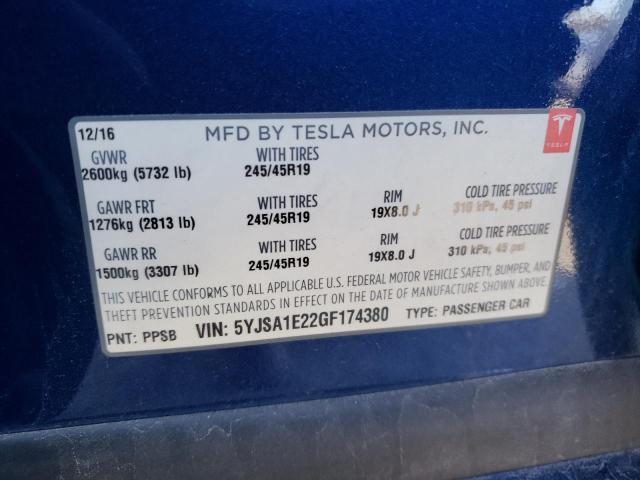 12/16 MFD BY TESLA MOTORS, INC.
TESLA
GVWR WITH TIRES
2600kg (5732 lb) 245/45R19
GAWR FRT WITH TIRES RIM COLD TIRE PRESSURE
1276kg (2813 lb) 245/45R19 19X8.0 J 310 kPa, 45 psi
GAWR RR WITH TIRES RIM COLD TIRE PRESSURE
1500kg (3307 lb) 245/45R19 19X8.0 J 310 kPa, 45 psi
THIS VEHICLE CONFORMS TO ALL APPLICABLE U.S. FEDERAL MOTOR VEHICLE SAFETY, BUMPER, AND
THEFT PREVENTION STANDARDS IN EFFECT ON THE DATE OF MANUFACTURE SHOWN ABOVE.
PNT: PPSB VIN: 5YJSA1E22GF174380 TYPE: PASSENGER CAR